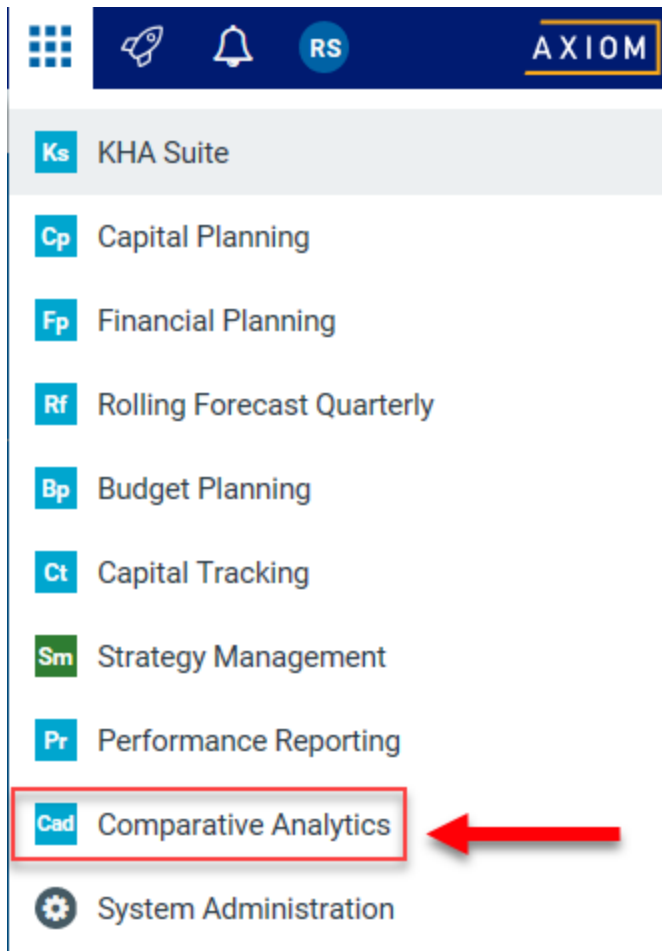 RS AXIOM
Ks KHA Suite
Cp Capital Planning
Fp Financial Planning
Rf Rolling Forecast Quarterly
Bp Budget Planning
Ct Capital Tracking
Sm Strategy Management
Pr Performance Reporting
Cad Comparative Analytics
System Administration